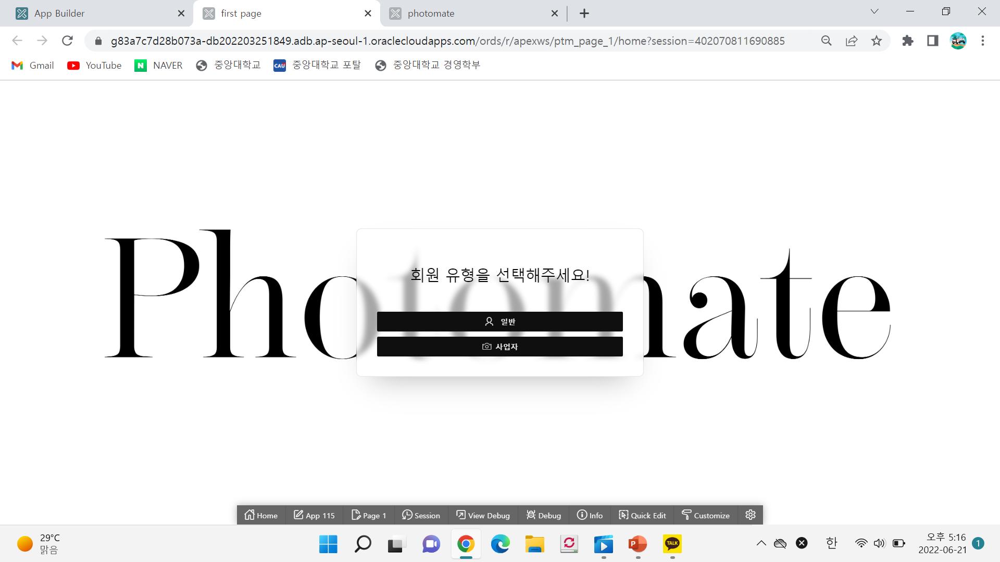 App Builder
first page
photomate
g83a7c7d28b073a-db202203251849.adb.ap-seoul-1.oraclecloudapps.com/ords/r/apexws/ptm_page_1/home?session=402070811690885
Gmail
YouTube
N NAVER
중앙대학교
CAU 중앙대학교 포탈
중앙대학교 경영학부
Photomate
회원 유형을 선택해주세요!
일반
사업자
Home
App 115
Page 1
Session
View Debug
Debug
Info
Quick Edit
Customize
29°C
맑음
P
TALK
한
오후 5:16
2022-06-21
1